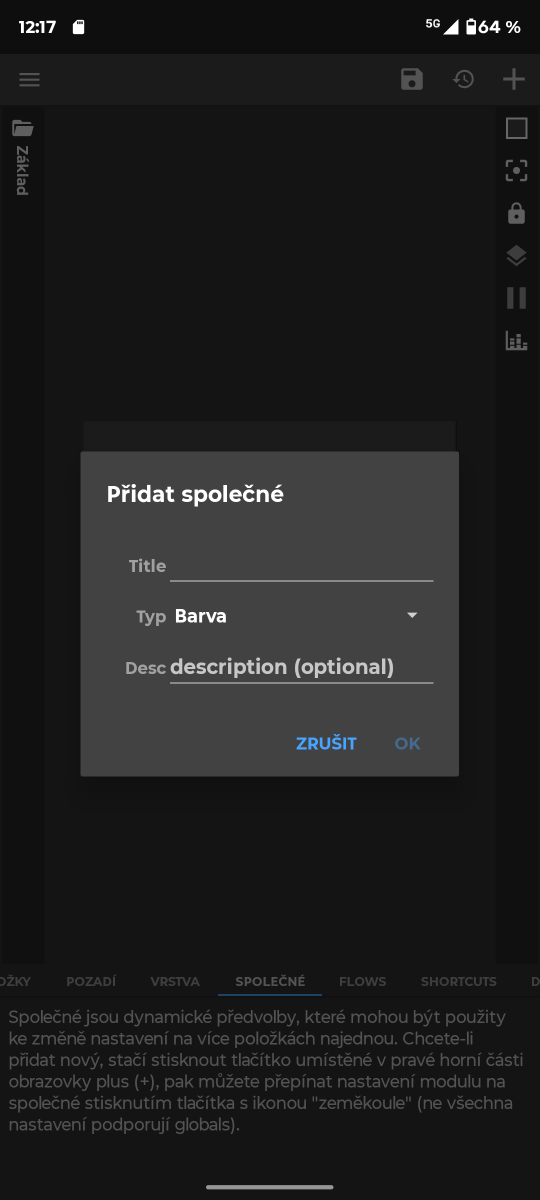 12:17
5G
64 %
Základ
Přidat společné
Title
Typ Barva
Desc description (optional)
ZRUŠIT OK
OŽKY POZADÍ VRSTVA SPOLEČNÉ FLOWS SHORTCUTS D
Společné jsou dynamické předvolby, které mohou být použity
ke změně nastavení na více položkách najednou. Chcete-li
přidat nový, stačí stisknout tlačítko umístěné v pravé horní části
obrazovky plus (+), pak můžete přepínat nastavení modulu na
společné stisknutím tlačítka s ikonou "zeměkoule" (ne všechna
nastavení podporují globals).